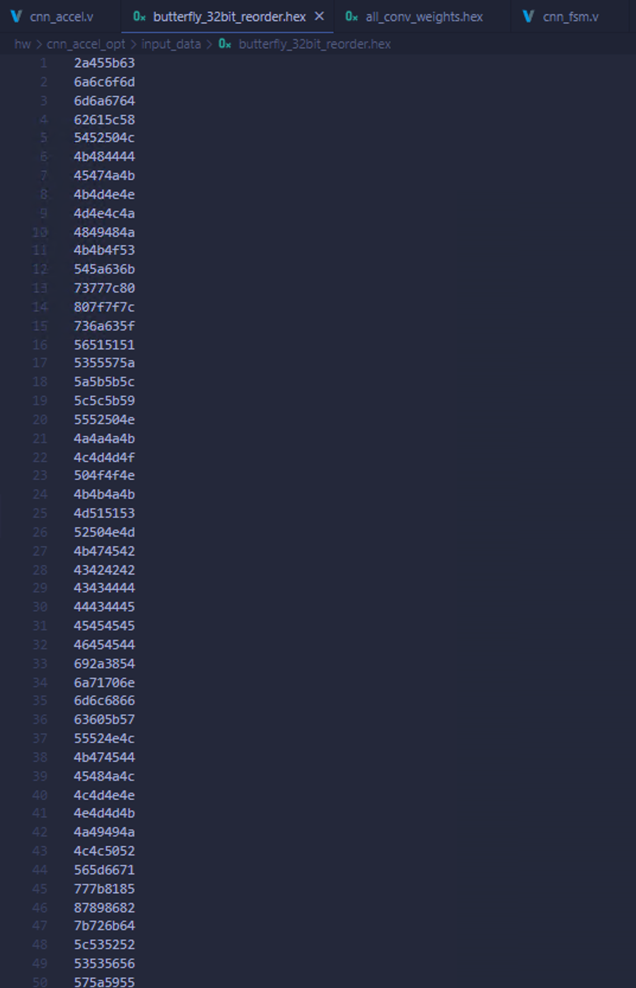 cnn_accel.v butterfly_32bit_reorder.hex all_conv_weights.hex cnn_fsm.v
hw > cnn_accel_opt > input_data > butterfly_32bit_reorder.hex
1 2a455b63
2 6a6c6f6d
3 6d6a6764
4 62615c58
5 5452504c
6 4b484444
7 45474a4b
8 4b4d4e4e
9 4d4e4c4a
10 4849484a
11 4b4b4f53
12 545a636b
13 73777c80
14 807f7f7c
15 736a635f
16 56515151
17 5355575a
18 5a5b5b5c
19 5c5c5b59
20 5552504e
21 4a4a4a4b
22 4c4d4d4f
23 504f4f4e
24 4b4b4a4b
25 4d515153
26 52504e4d
27 4b474542
28 43424242
29 43434444
30 44434445
31 45454545
32 46454544
33 692a3854
34 6a71706e
35 6d6c6866
36 63605b57
37 55524e4c
38 4b474544
39 45484a4c
40 4c4d4e4e
41 4e4d4d4b
42 4a49494a
43 4c4c5052
44 565d6671
45 777b8185
46 87898682
47 7b726b64
48 5c535252
49 53535656
50 575a5955